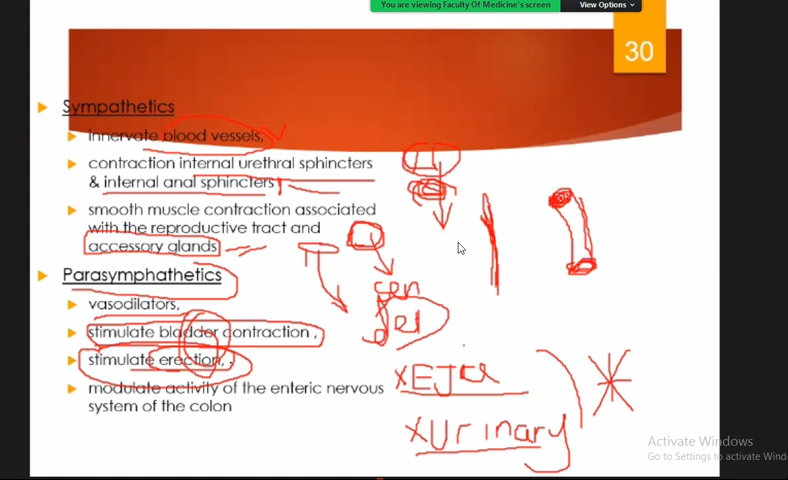 You are viewing Faculty Of Medicine's screen
View Options
30
Sympathetics
innervate blood vessels,
contraction internal urethral sphincters
& internal anal sphincters
smooth muscle contraction associated
with the reproductive tract and
accessory glands
Parasymphathetics
vasodilators,
stimulate bladder contraction,
stimulate erection, .
modulate activity of the enteric nervous
system of the colon
xUrinary
Activate Windows
Go to Settings to activate Wind